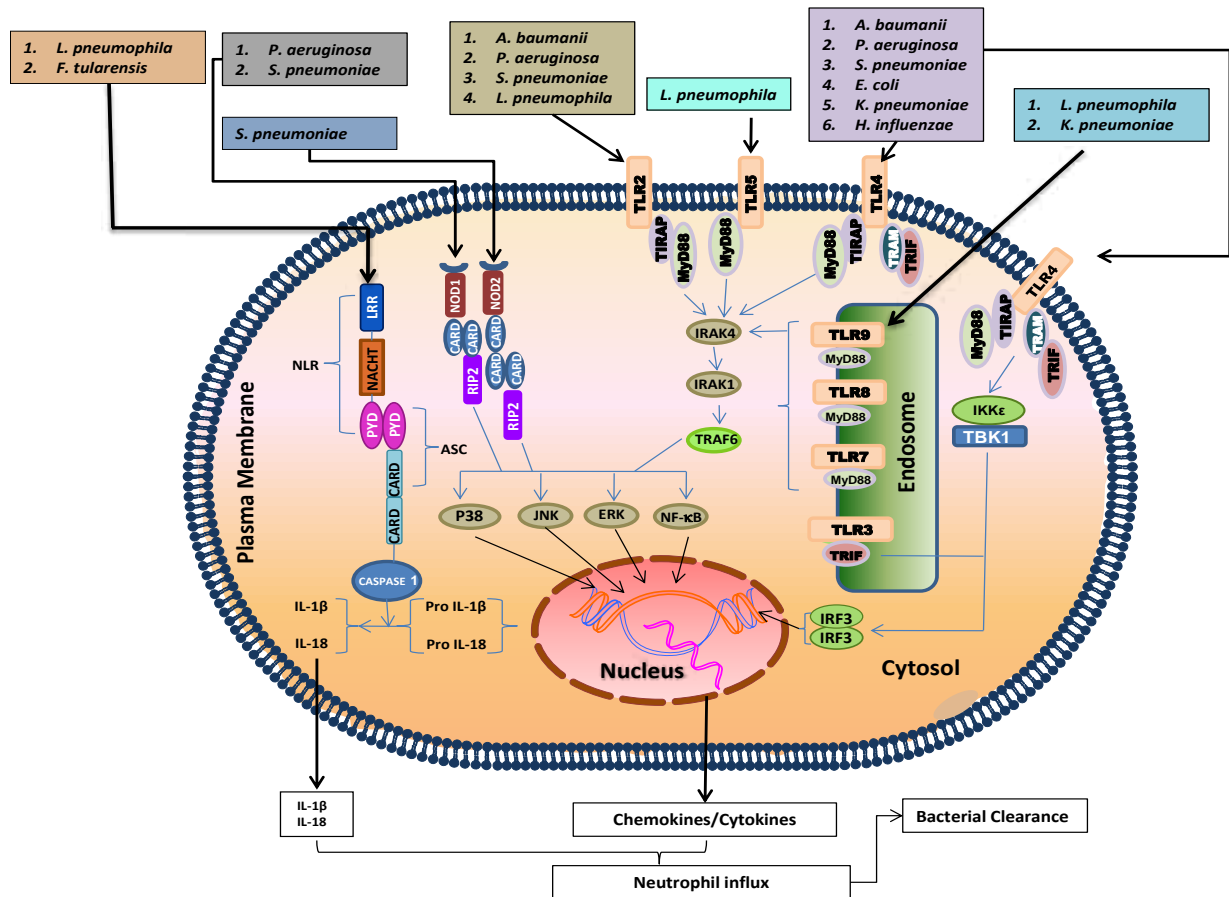 1. L. pneumophila
2. F. tularensis
1. P. aeruginosa
2. S. pneumoniae
S. pneumoniae
1. A. baumanii
2. P. aeruginosa
3. S. pneumoniae
4. L. pneumophila
L. pneumophila
1. A. baumanii
2. P. aeruginosa
3. S. pneumoniae
4. E. coli
5. K. pneumoniae
6. H. influenzae
1. L. pneumophila
2. K. pneumoniae
TLR2
TIRAP
MyD88
TLR5
MyD88
TLR4
MyD88
TIRAP
TRAM
TRIF
TLR4
MyD88
TIRAP
TRAM
TRIF
Plasma Membrane
NLR
LRR
NACHT
PYD
PYD
ASC
CARD
CARD
CASPASE 1
NOD1
CARD
CARD
RIP2
NOD2
CARD
CARD
CARD
CARD
RIP2
IRAK4
IRAK1
TRAF6
P38
JNK
ERK
NF-κB
TLR9
MyD88
TLR8
MyD88
TLR7
MyD88
TLR3
TRIF
Endosome
IKKε
TBK1
IRF3
IRF3
IL-1β
IL-18
Pro IL-1β
Pro IL-18
Nucleus
Cytosol
IL-1β
IL-18
Chemokines/Cytokines
Bacterial Clearance
Neutrophil influx